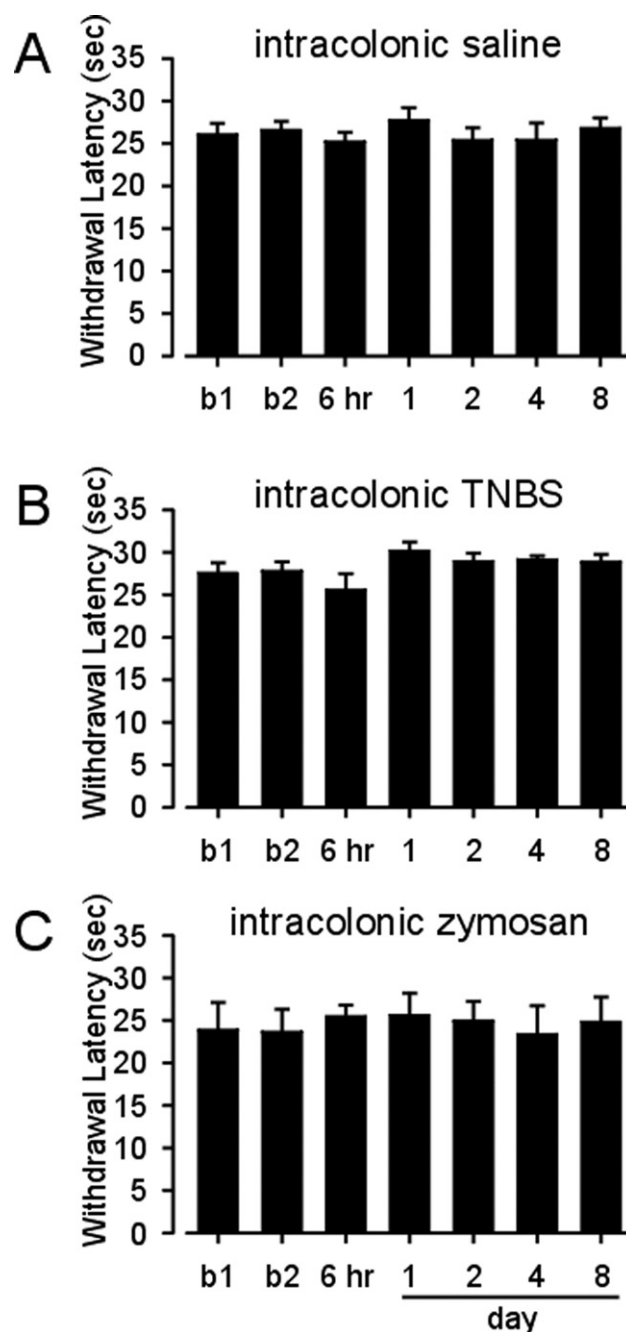 A
intracolonic saline
Withdrawal Latency (sec)
35
30
25
20
15
10
5
0
b1 b2 6 hr 1 2 4 8
B
intracolonic TNBS
Withdrawal Latency (sec)
35
30
25
20
15
10
5
0
b1 b2 6 hr 1 2 4 8
C
intracolonic zymosan
Withdrawal Latency (sec)
35
30
25
20
15
10
5
0
b1 b2 6 hr 1 2 4 8
day